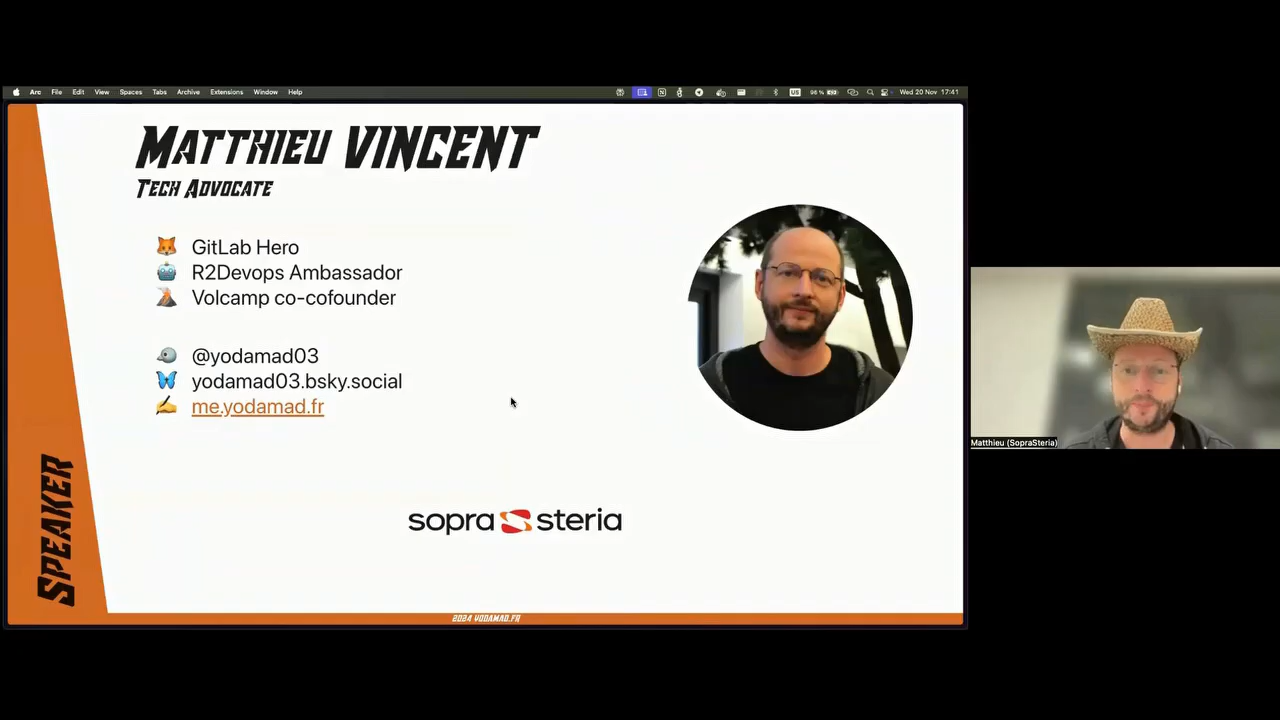 Arc File Edit View Spaces Tabs Archive Extensions Window Help
US 98 % Wed 20 Nov 17:41
MATTHIEU VINCENT
TECH ADVOCATE
GitLab Hero
R2Devops Ambassador
Volcamp co-cofounder
@yodamad03
yodamad03.bsky.social
me.yodamad.fr
SPEAKER
sopra steria
2024 YODAMAD.FR
Matthieu (SopraSteria)